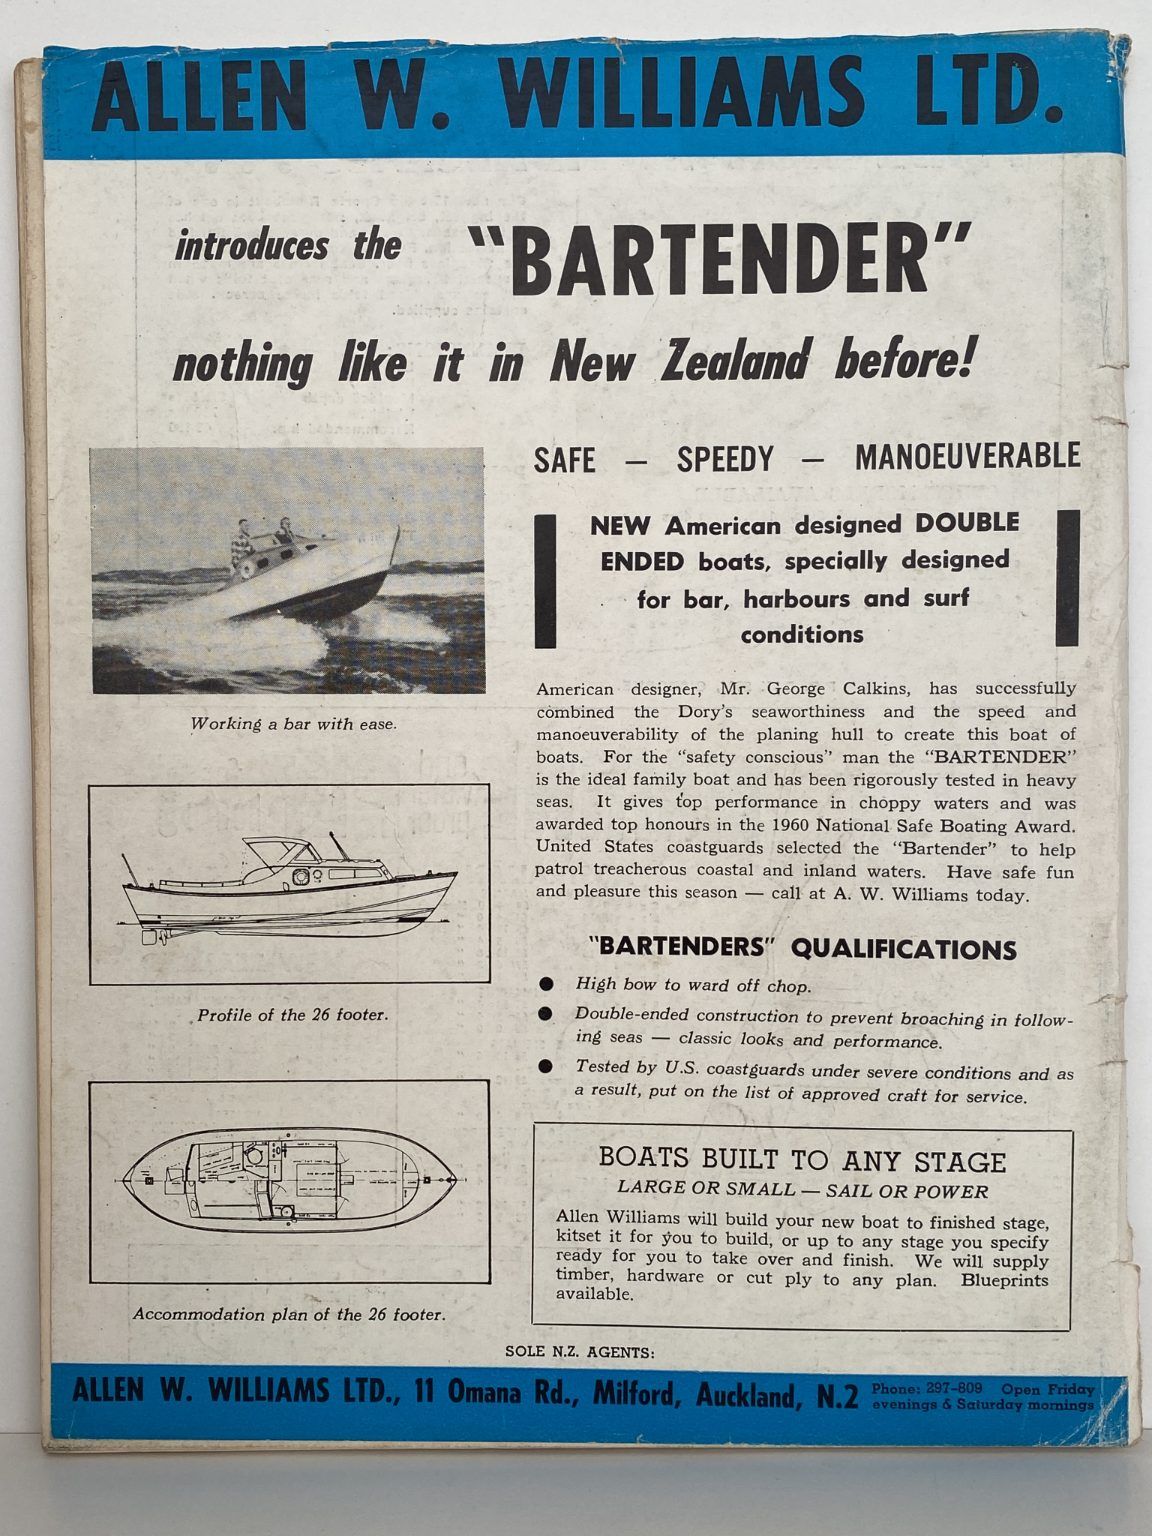 ALLEN W. WILLIAMS LTD.
introduces the "BARTENDER"
nothing like it in New Zealand before!
Working a bar with ease.
Profile of the 26 footer.
Accommodation plan of the 26 footer.
SAFE — SPEEDY — MANOEUVERABLE
NEW American designed DOUBLE
ENDED boats, specially designed
for bar, harbours and surf
conditions
American designer, Mr. George Calkins, has successfully
combined the Dory's seaworthiness and the speed and
manoeuverability of the planing hull to create this boat of
boats. For the "safety conscious" man the "BARTENDER"
is the ideal family boat and has been rigorously tested in heavy
seas. It gives top performance in choppy waters and was
awarded top honours in the 1960 National Safe Boating Award.
United States coastguards selected the "Bartender" to help
patrol treacherous coastal and inland waters. Have safe fun
and pleasure this season — call at A. W. Williams today.
"BARTENDERS" QUALIFICATIONS
● High bow to ward off chop.
● Double-ended construction to prevent broaching in follow-
ing seas — classic looks and performance.
● Tested by U.S. coastguards under severe conditions and as
a result, put on the list of approved craft for service.
BOATS BUILT TO ANY STAGE
LARGE OR SMALL — SAIL OR POWER
Allen Williams will build your new boat to finished stage,
kitset it for you to build, or up to any stage you specify
ready for you to take over and finish. We will supply
timber, hardware or cut ply to any plan. Blueprints
available.
SOLE N.Z. AGENTS:
ALLEN W. WILLIAMS LTD., 11 Omana Rd., Milford, Auckland, N.2
Phone: 297-809 Open Friday
evenings & Saturday mornings